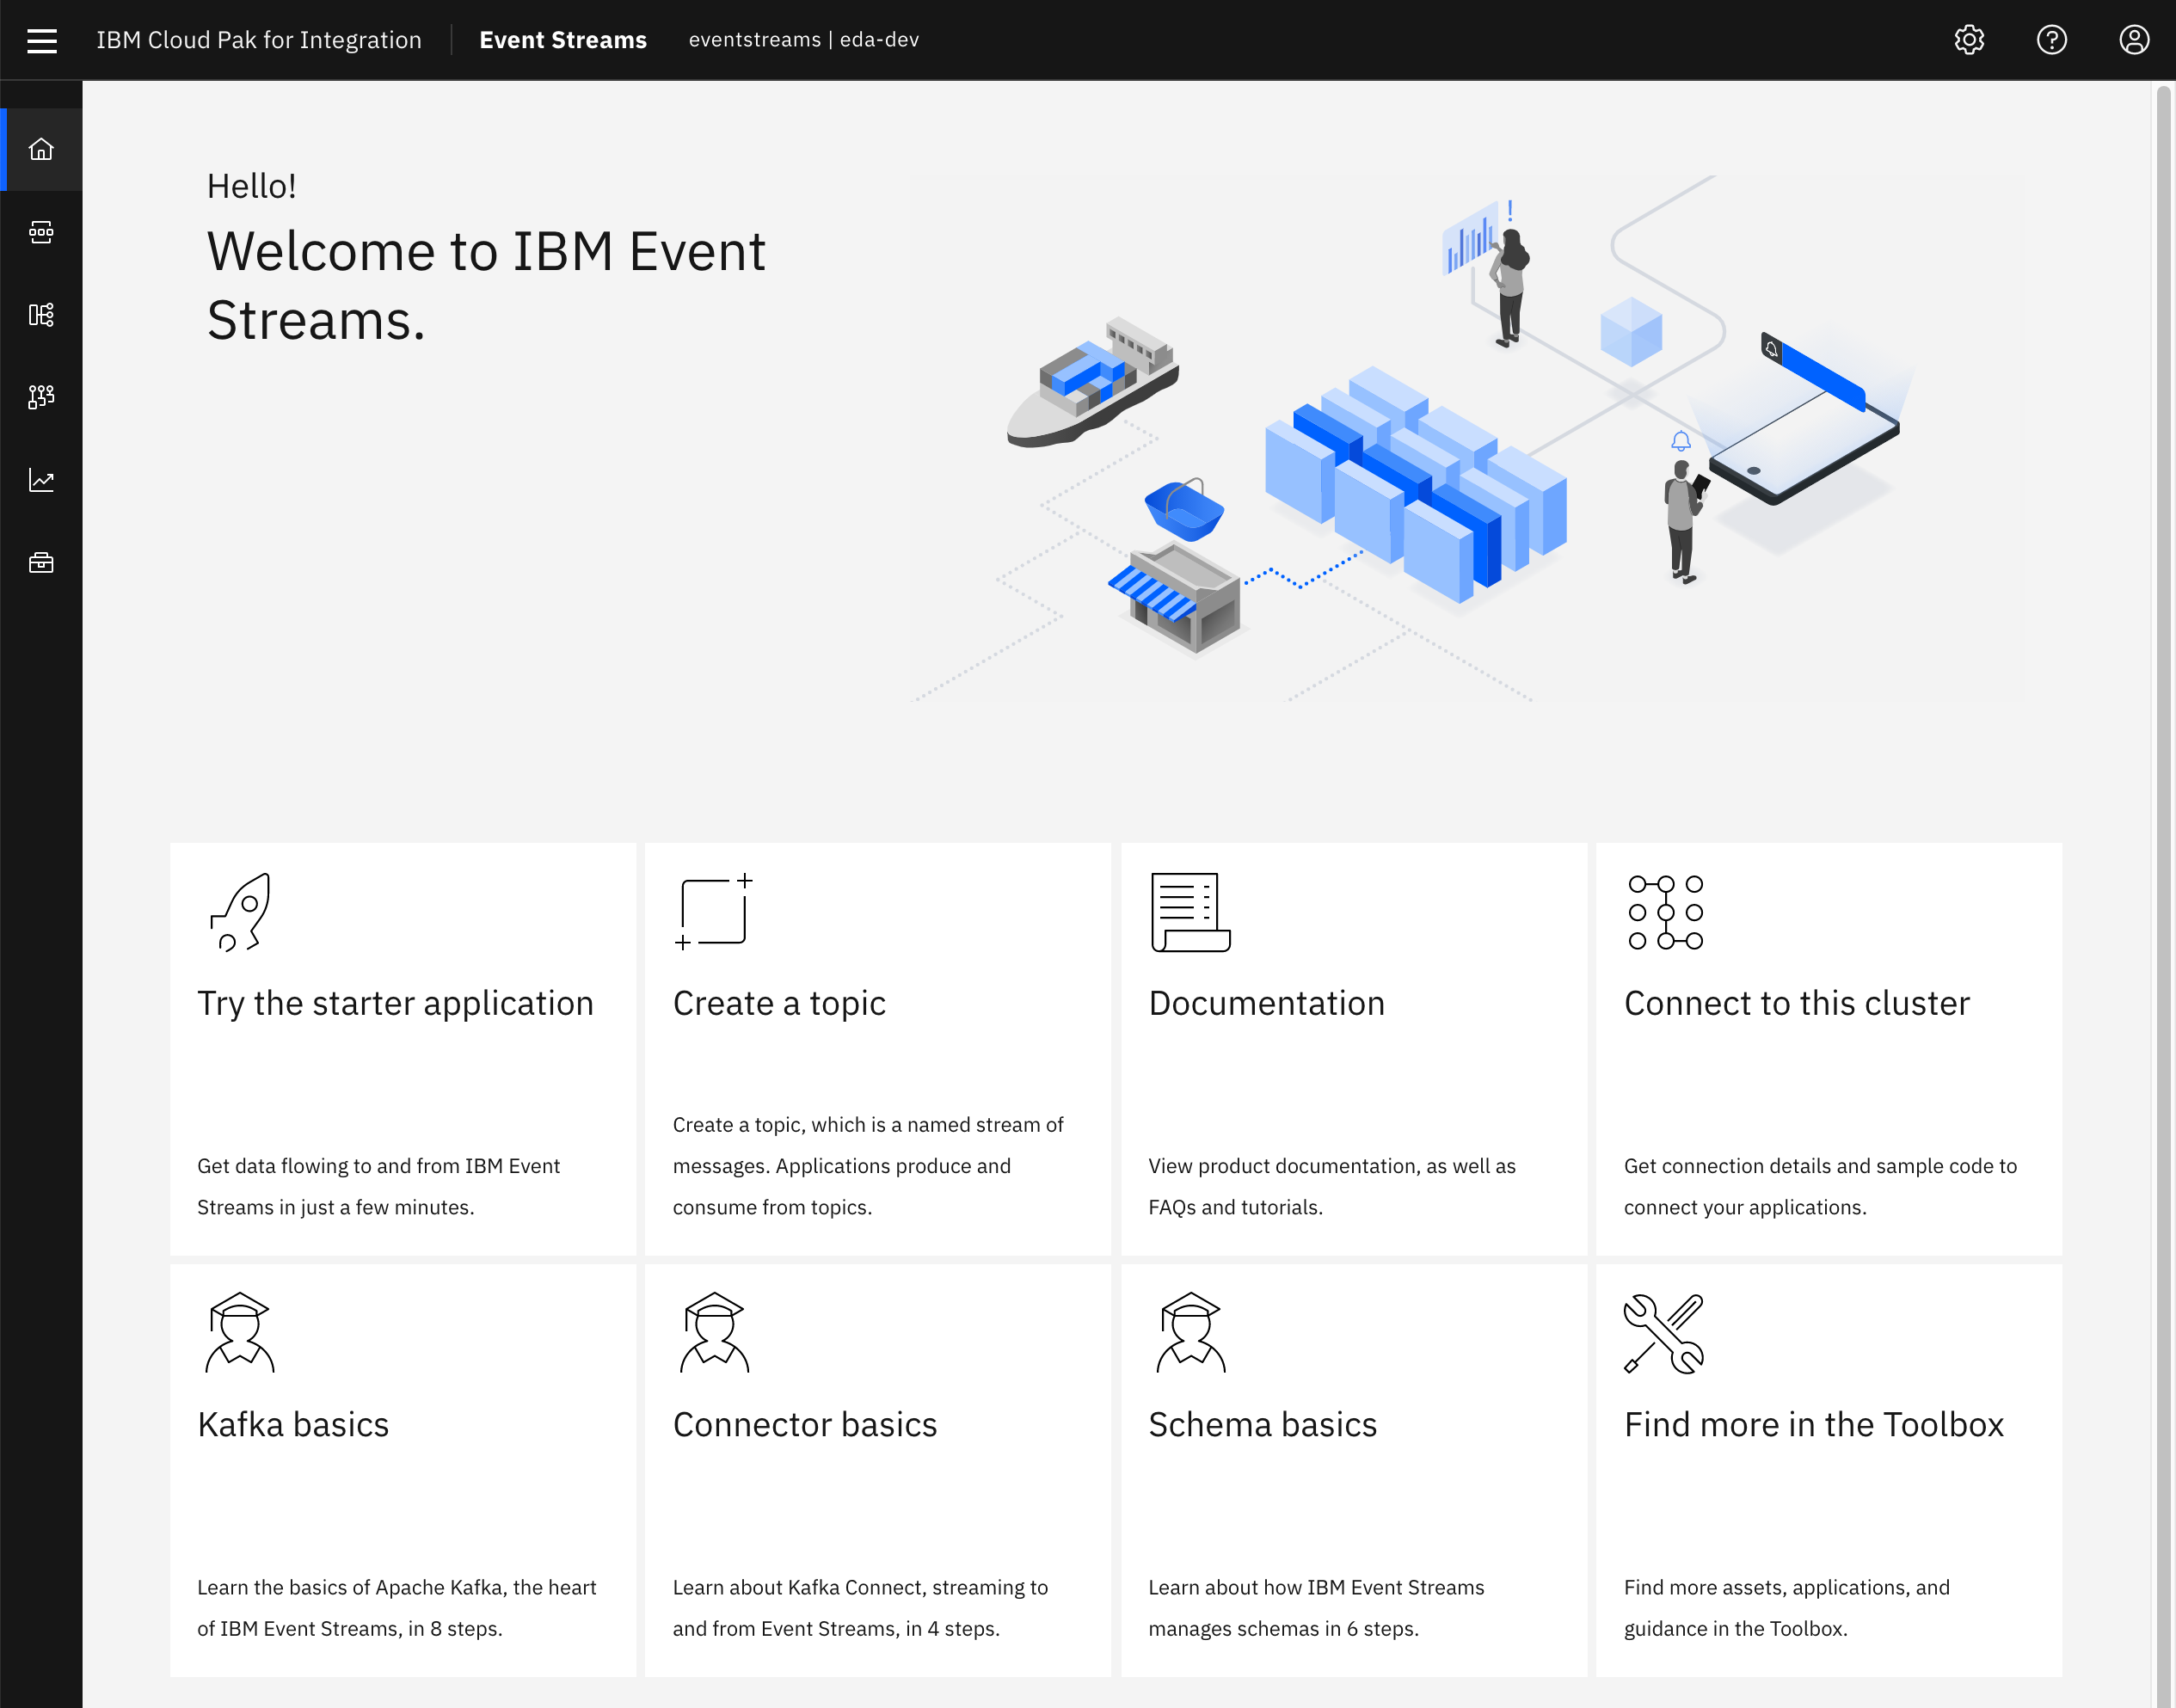 IBM Cloud Pak for Integration
Event Streams
eventstreams | eda-dev
Hello!
Welcome to IBM Event
Streams.
!
Try the starter application
Get data flowing to and from IBM Event
Streams in just a few minutes.
Create a topic
Create a topic, which is a named stream of
messages. Applications produce and
consume from topics.
Documentation
View product documentation, as well as
FAQs and tutorials.
Connect to this cluster
Get connection details and sample code to
connect your applications.
Kafka basics
Learn the basics of Apache Kafka, the heart
of IBM Event Streams, in 8 steps.
Connector basics
Learn about Kafka Connect, streaming to
and from Event Streams, in 4 steps.
Schema basics
Learn about how IBM Event Streams
manages schemas in 6 steps.
Find more in the Toolbox
Find more assets, applications, and
guidance in the Toolbox.